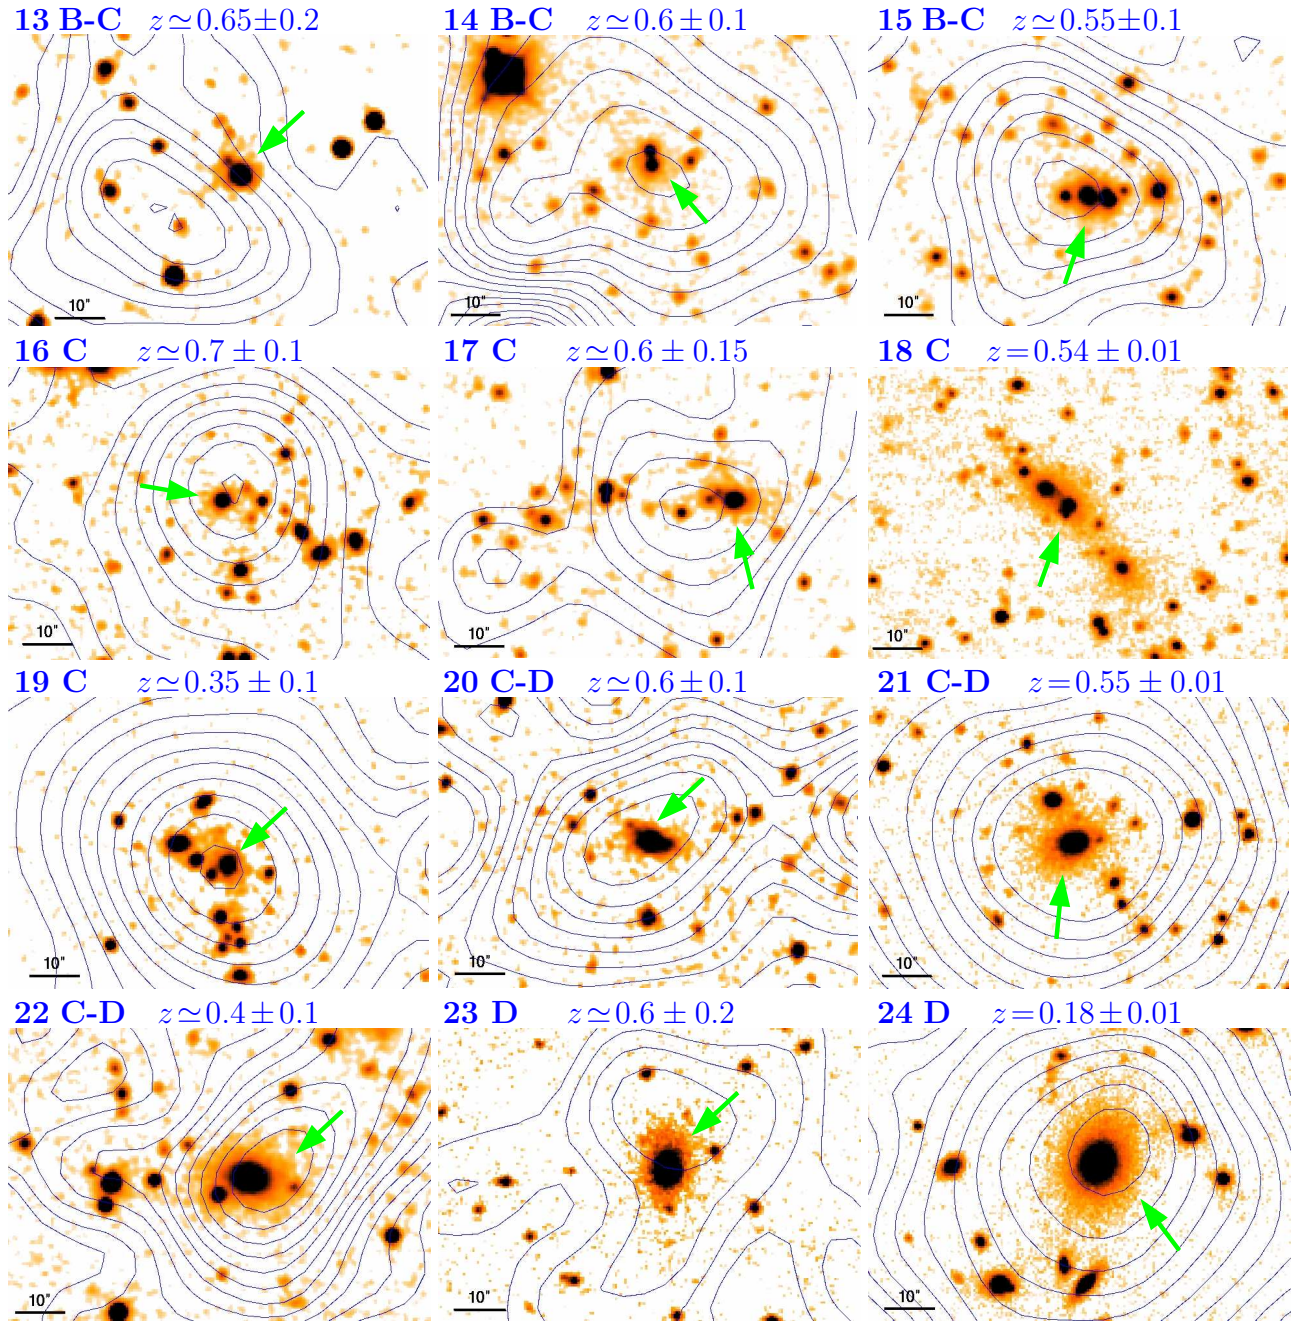 13 B-C z≃0.65±0.2
14 B-C z≃0.6±0.1
15 B-C z≃0.55±0.1
10"
10"
10"
16 C z≃0.7 ± 0.1
17 C z≃0.6 ± 0.15
18 C z=0.54 ± 0.01
10"
10"
10"
19 C z≃0.35 ± 0.1
20 C-D z≃0.6 ± 0.1
21 C-D z=0.55 ± 0.01
10"
10"
10"
22 C-D z≃0.4±0.1
23 D z≃0.6 ± 0.2
24 D z=0.18±0.01
10"
10"
10"